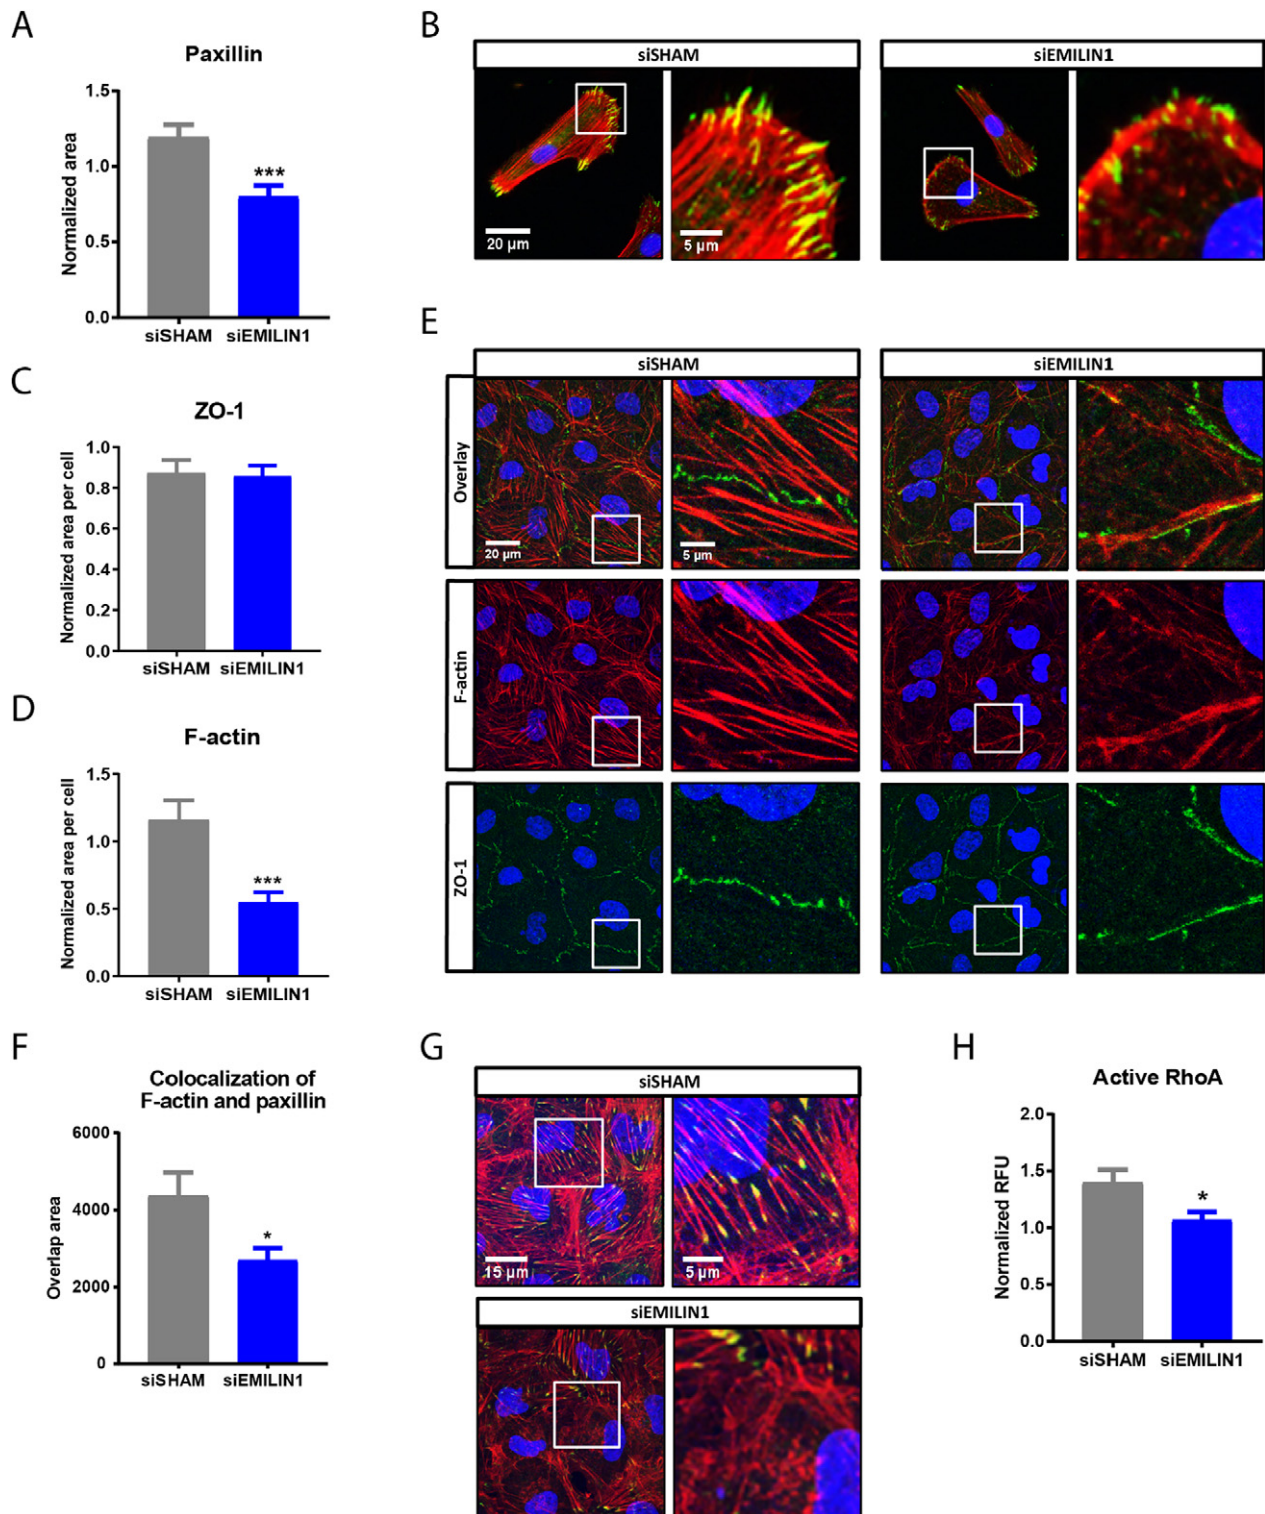 A
Paxillin
Normalized area
1.5
1.0
0.5
0.0
***
siSHAM siEMILIN1
B
siSHAM
siEMILIN1
20 µm
5 µm
C
ZO-1
Normalized area per cell
1.0
0.8
0.6
0.4
0.2
0.0
siSHAM siEMILIN1
D
F-actin
Normalized area per cell
1.5
1.0
0.5
0.0
***
siSHAM siEMILIN1
E
siSHAM
siEMILIN1
Overlay
20 µm
5 µm
F-actin
ZO-1
F
Colocalization of
F-actin and paxillin
Overlap area
6000
4000
2000
0
*
siSHAM siEMILIN1
G
siSHAM
15 µm
5 µm
siEMILIN1
H
Active RhoA
Normalized RFU
2.0
1.5
1.0
0.5
0.0
*
siSHAM siEMILIN1